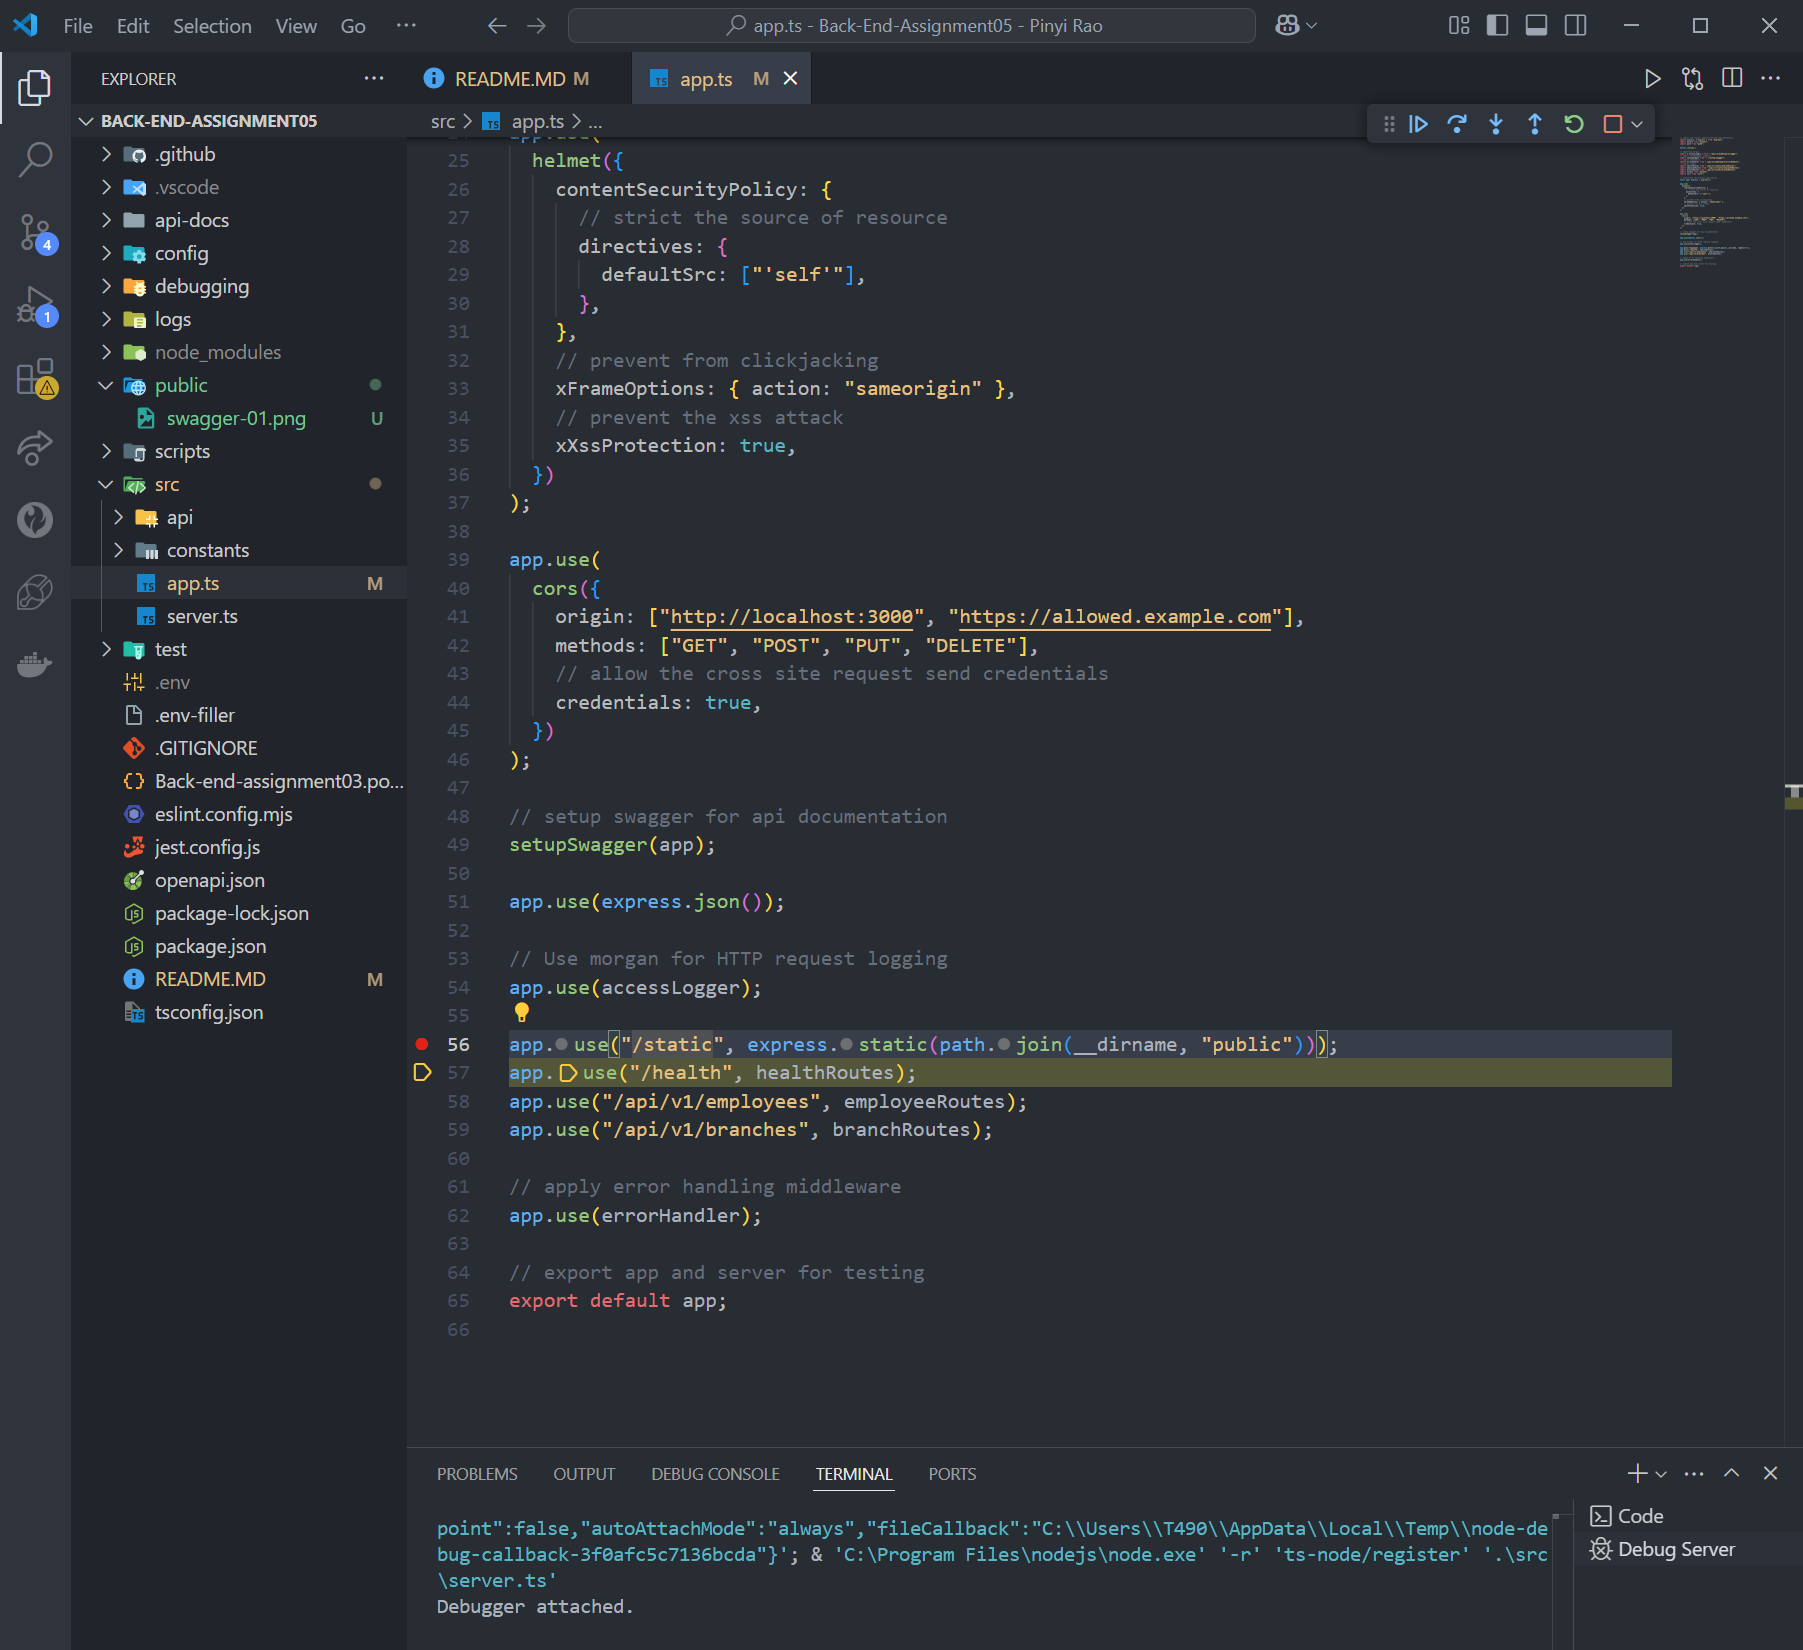 File Edit Selection View Go ···
app.ts - Back-End-Assignment05 - Pinyi Rao
EXPLORER
BACK-END-ASSIGNMENT05
.github
.vscode
api-docs
config
debugging
logs
node_modules
public
swagger-01.png U
scripts
src
api
constants
app.ts M
server.ts
test
.env
.env-filler
.GITIGNORE
Back-end-assignment03.po...
eslint.config.mjs
jest.config.js
openapi.json
package-lock.json
package.json
README.MD M
tsconfig.json
4
1
README.MD M
app.ts M
src > app.ts > ...
app.use(
25 helmet({
26 contentSecurityPolicy: {
27 // strict the source of resource
28 directives: {
29 defaultSrc: ["'self'"],
30 },
31 },
32 // prevent from clickjacking
33 xFrameOptions: { action: "sameorigin" },
34 // prevent the xss attack
35 xXssProtection: true,
36 })
37 );
38
39 app.use(
40 cors({
41 origin: ["http://localhost:3000", "https://allowed.example.com"],
42 methods: ["GET", "POST", "PUT", "DELETE"],
43 // allow the cross site request send credentials
44 credentials: true,
45 })
46 );
47
48 // setup swagger for api documentation
49 setupSwagger(app);
50
51 app.use(express.json());
52
53 // Use morgan for HTTP request logging
54 app.use(accessLogger);
55
56 app.use("/static", express.static(path.join(__dirname, "public")));
57 app.use("/health", healthRoutes);
58 app.use("/api/v1/employees", employeeRoutes);
59 app.use("/api/v1/branches", branchRoutes);
60
61 // apply error handling middleware
62 app.use(errorHandler);
63
64 // export app and server for testing
65 export default app;
66
PROBLEMS OUTPUT DEBUG CONSOLE TERMINAL PORTS
point":false,"autoAttachMode":"always","fileCallback":"C:\\Users\\T490\\AppData\\Local\\Temp\\node-de
bug-callback-3f0afc5c7136bcda"}'; & 'C:\Program Files\nodejs\node.exe' '-r' 'ts-node/register' '.\src
\server.ts'
Debugger attached.
Code
Debug Server